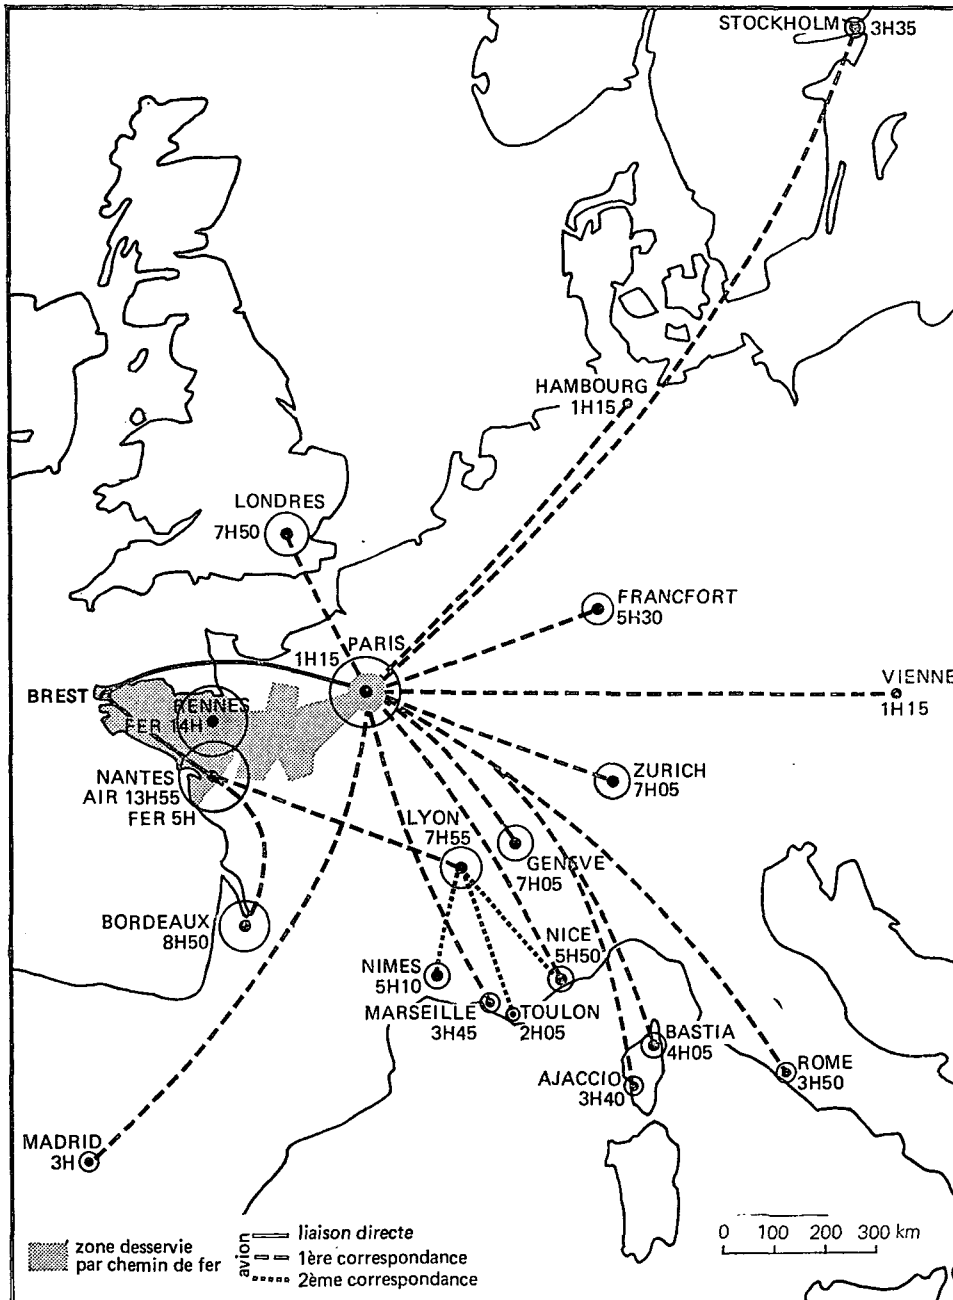 STOCKHOLM 3H35
HAMBOURG
1H15
LONDRES
7H50
FRANCFORT
5H30
PARIS
1H15
VIENNE
1H15
BREST
RENNES
FER 14H
ZURICH
7H05
NANTES
AIR 13H55
FER 5H
LYON
7H55
GENEVE
7H05
BORDEAUX
8H50
NICE
5H50
NIMES
5H10
MARSEILLE
3H45
TOULON
2H05
BASTIA
4H05
ROME
3H50
AJACCIO
3H40
MADRID
3H
zone desservie
par chemin de fer
avion
liaison directe
1ère correspondance
2ème correspondance
0 100 200 300 km